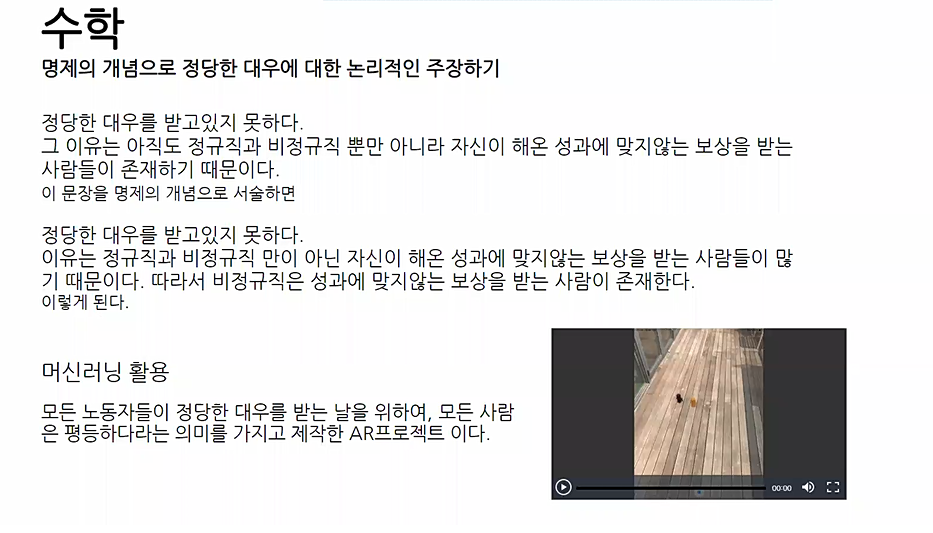 수학
명제의 개념으로 정당한 대우에 대한 논리적인 주장하기
정당한 대우를 받고있지 못하다.
그 이유는 아직도 정규직과 비정규직 뿐만 아니라 자신이 해온 성과에 맞지않는 보상을 받는
사람들이 존재하기 때문이다.
이 문장을 명제의 개념으로 서술하면
정당한 대우를 받고있지 못하다.
이유는 정규직과 비정규직 만이 아닌 자신이 해온 성과에 맞지않는 보상을 받는 사람들이 많
기 때문이다. 따라서 비정규직은 성과에 맞지않는 보상을 받는 사람이 존재한다.
이렇게 된다.
머신러닝 활용
모든 노동자들이 정당한 대우를 받는 날을 위하여, 모든 사람
은 평등하다라는 의미를 가지고 제작한 AR프로젝트 이다.
00:00